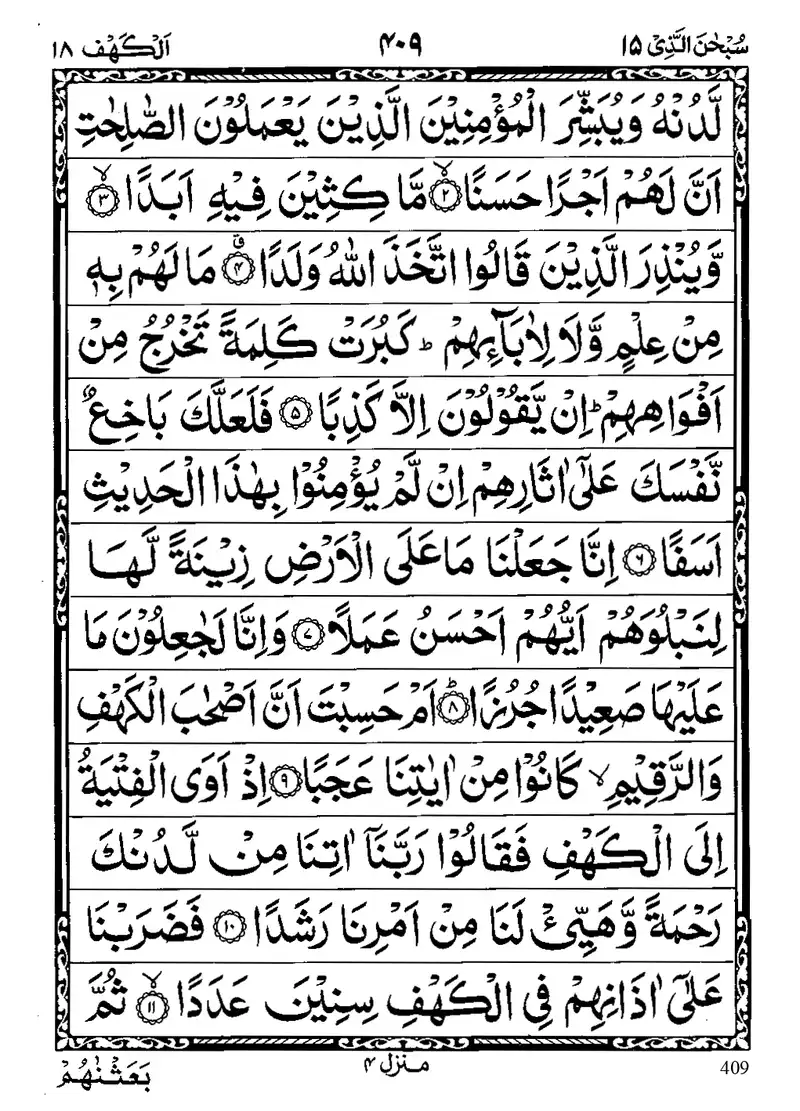 سُبْحٰنَ الَّذِیْ ۱۵ ۴۰۹ اَلْكَهْف ۱۸
لَّدُنْهُ وَیُبَشِّرَ الْمُؤْمِنِیْنَ الَّذِیْنَ یَعْمَلُوْنَ الصّٰلِحٰتِ
اَنَّ لَهُمْ اَجْرًا حَسَنًا ۙ۲ مَّا كِثِیْنَ فِیْهِ اَبَدًا ۙ۳
وَّیُنْذِرَ الَّذِیْنَ قَالُوا اتَّخَذَ اللّٰهُ وَلَدًا ۗ۴ مَا لَهُمْ بِهٖ
مِنْ عِلْمٍ وَّلَا لِاٰبَآءِهِمْ ؕ كَبُرَتْ كَلِمَةً تَخْرُجُ مِنْ
اَفْوَاهِهِمْ ؕ اِنْ یَّقُوْلُوْنَ اِلَّا كَذِبًا ۵ فَلَعَلَّكَ بَاخِعٌ
نَّفْسَكَ عَلٰۤی اٰثَارِهِمْ اِنْ لَّمْ یُؤْمِنُوْا بِهٰذَا الْحَدِیْثِ
اَسَفًا ۶ اِنَّا جَعَلْنَا مَا عَلَی الْاَرْضِ زِیْنَةً لَّهَا
لِنَبْلُوَهُمْ اَیُّهُمْ اَحْسَنُ عَمَلًا ۷ وَاِنَّا لَجٰعِلُوْنَ مَا
عَلَیْهَا صَعِیْدًا جُرُزًا ؕ۸ اَمْ حَسِبْتَ اَنَّ اَصْحٰبَ الْكَهْفِ
وَالرَّقِیْمِ ۙ كَانُوْا مِنْ اٰیٰتِنَا عَجَبًا ۹ اِذْ اَوَی الْفِتْیَةُ
اِلَی الْكَهْفِ فَقَالُوْا رَبَّنَاۤ اٰتِنَا مِنْ لَّدُنْكَ
رَحْمَةً وَّهَیِّئْ لَنَا مِنْ اَمْرِنَا رَشَدًا ۱۰ فَضَرَبْنَا
عَلٰۤی اٰذَانِهِمْ فِی الْكَهْفِ سِنِیْنَ عَدَدًا ۙ۱۱ ثُمَّ
بَعَثْنٰهُمْ
منزل ۴
409